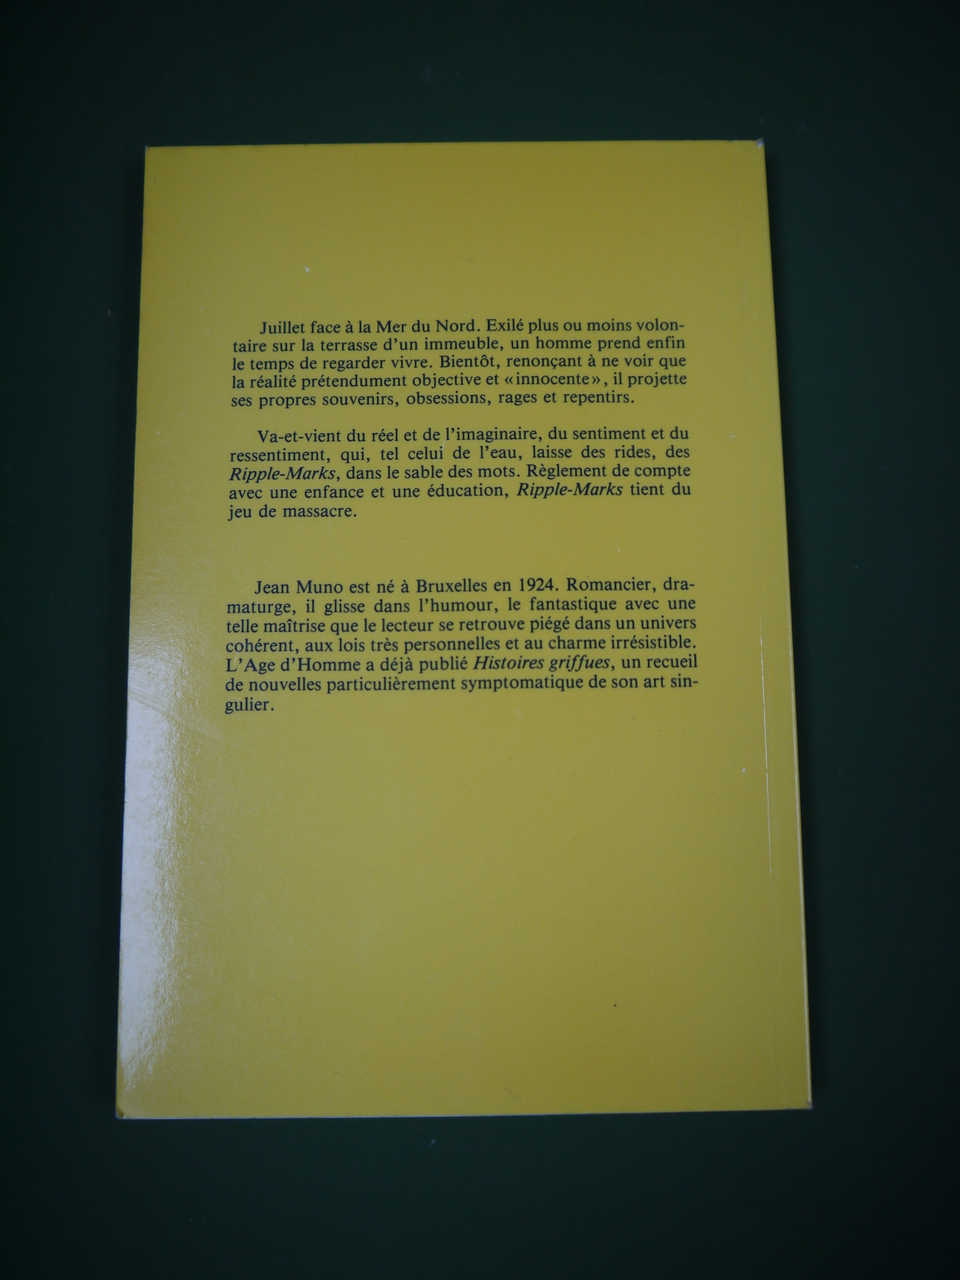 Juillet face à la Mer du Nord. Exilé plus ou moins volon-
taire sur la terrasse d'un immeuble, un homme prend enfin
le temps de regarder vivre. Bientôt, renonçant à ne voir que
la réalité prétendument objective et «innocente», il projette
ses propres souvenirs, obsessions, rages et repentirs.
Va-et-vient du réel et de l'imaginaire, du sentiment et du
ressentiment, qui, tel celui de l'eau, laisse des rides, des
Ripple-Marks, dans le sable des mots. Règlement de compte
avec une enfance et une éducation, Ripple-Marks tient du
jeu de massacre.
Jean Muno est né à Bruxelles en 1924. Romancier, dra-
maturge, il glisse dans l'humour, le fantastique avec une
telle maîtrise que le lecteur se retrouve piégé dans un univers
cohérent, aux lois très personnelles et au charme irrésistible.
L'Age d'Homme a déjà publié Histoires griffues, un recueil
de nouvelles particulièrement symptomatique de son art sin-
gulier.